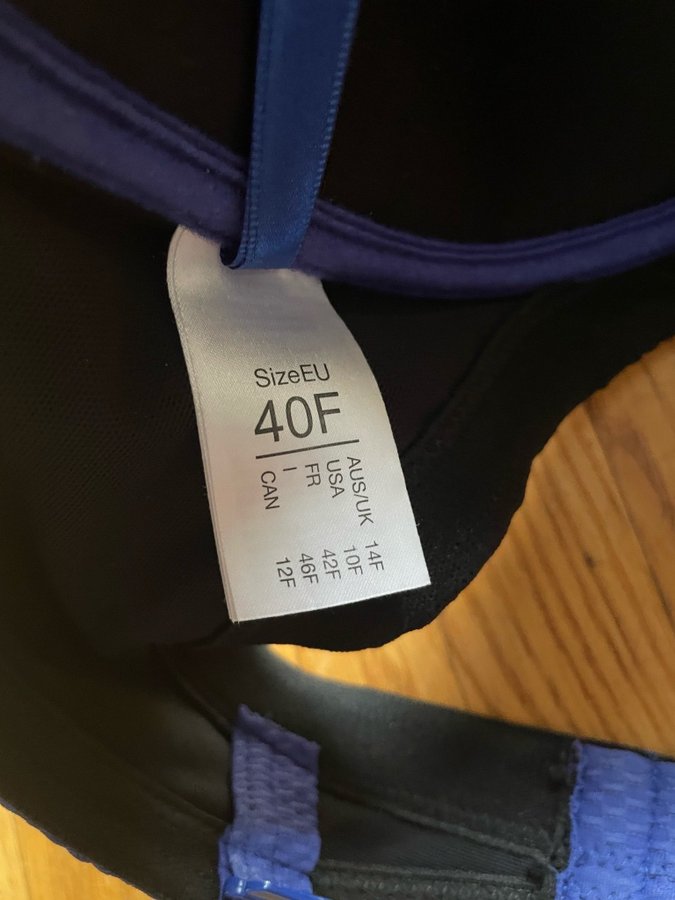 SizeEU
40F
AUS/UK 14F
USA 10F
FR 42F
I 46F
CAN 12F